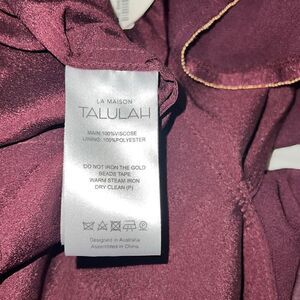 LA MAISON
TALULAH
MAIN:100%VISCOSE
LINING: 100%POLYESTER
DO NOT IRON THE GOLD
BEADS TAPE
WARM STEAM IRON
DRY CLEAN (P)
Designed in Australia
Assembled in China